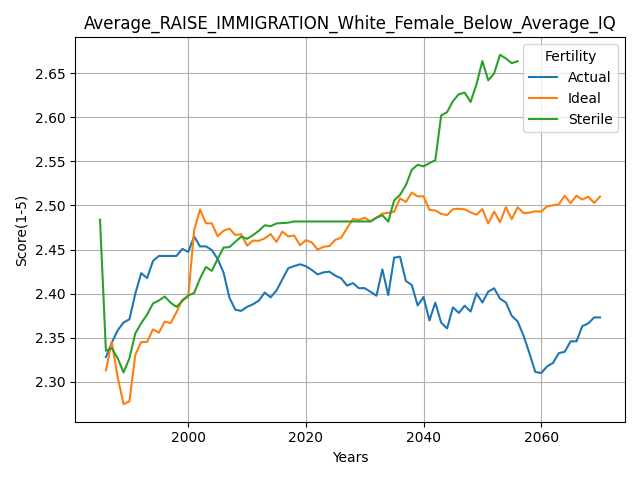 Average_RAISE_IMMIGRATION_White_Female_Below_Average_IQ
Fertility
Actual
Ideal
Sterile
Score(1-5)
2.65
2.60
2.55
2.50
2.45
2.40
2.35
2.30
2000 2020 2040 2060
Years